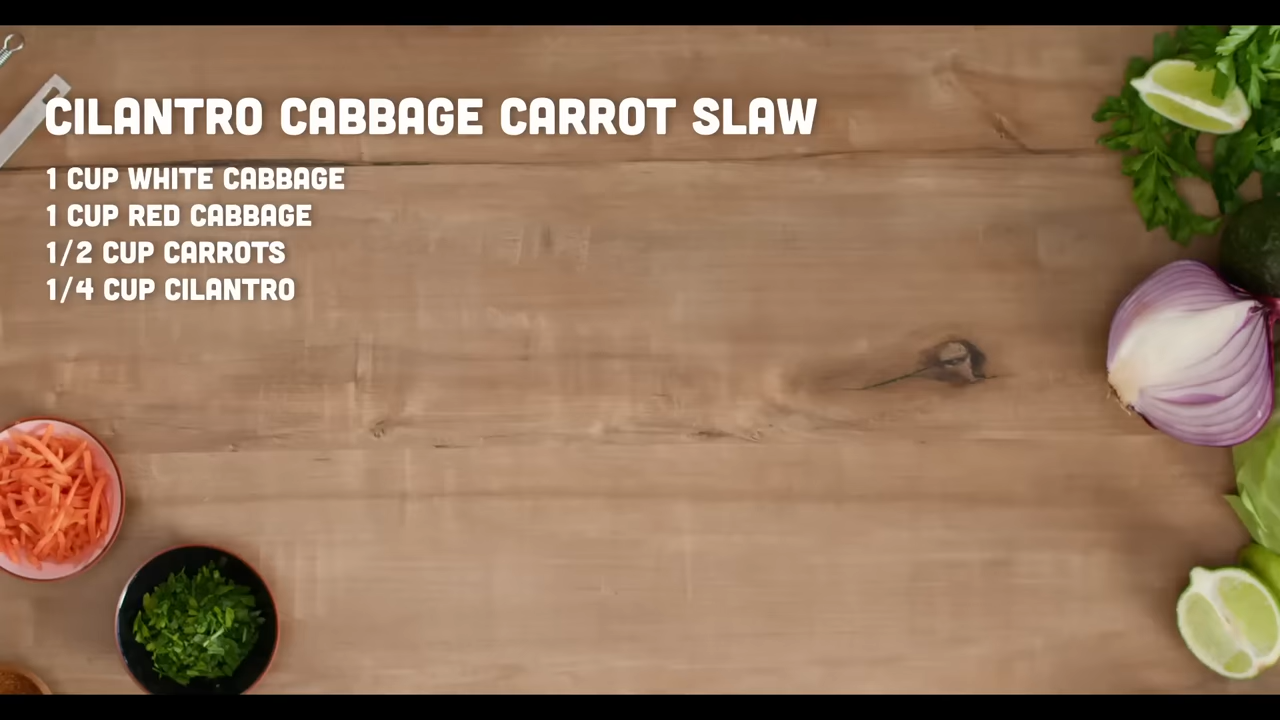 CILANTRO CABBAGE CARROT SLAW
1 CUP WHITE CABBAGE
1 CUP RED CABBAGE
1/2 CUP CARROTS
1/4 CUP CILANTRO